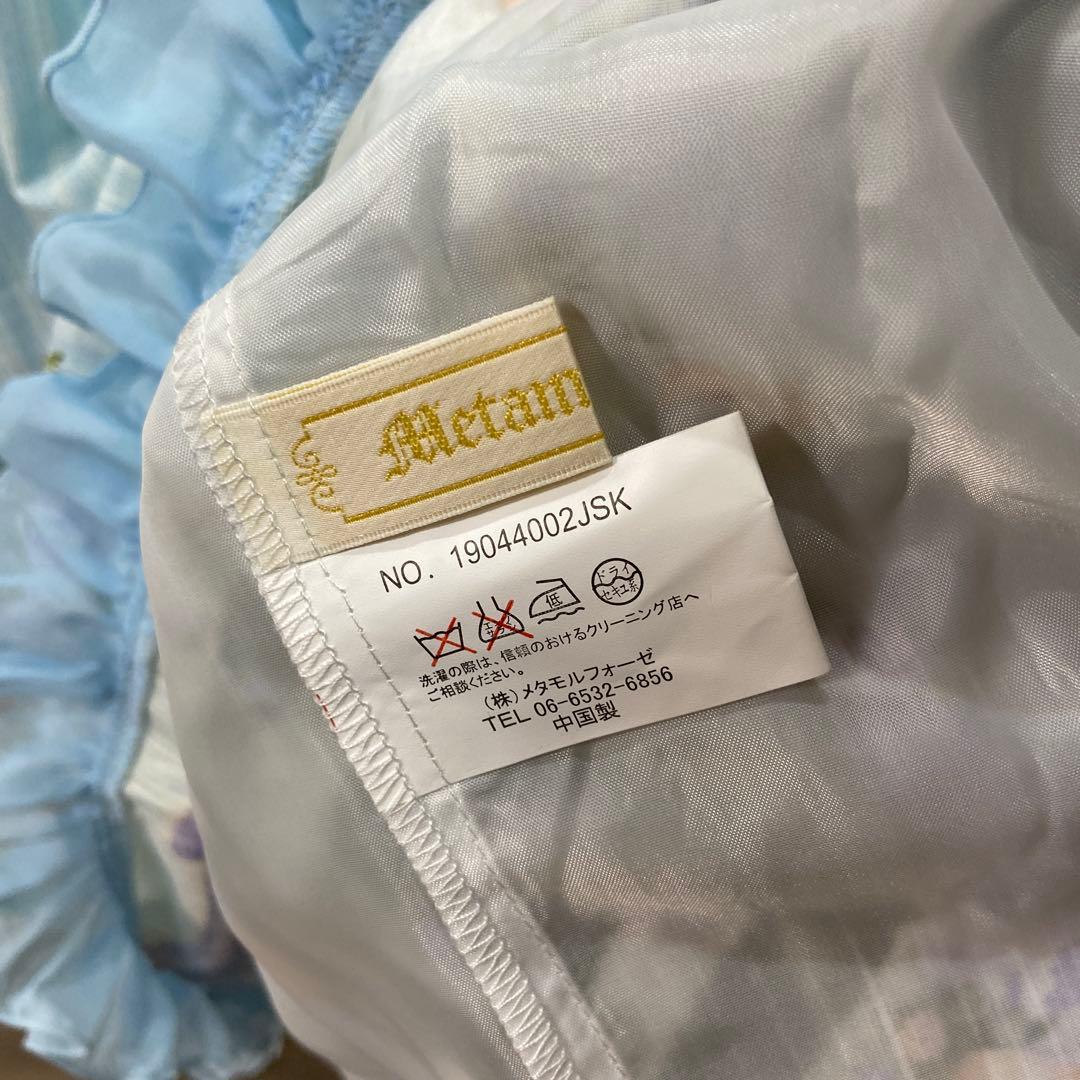 Metam
NO. 19044002JSK
低
ドライ
セキユ系
洗濯の際は、信頼のおけるクリーニング店へ
ご相談ください。
(株)メタモルフォーゼ
TEL 06-6532-6856
中国製